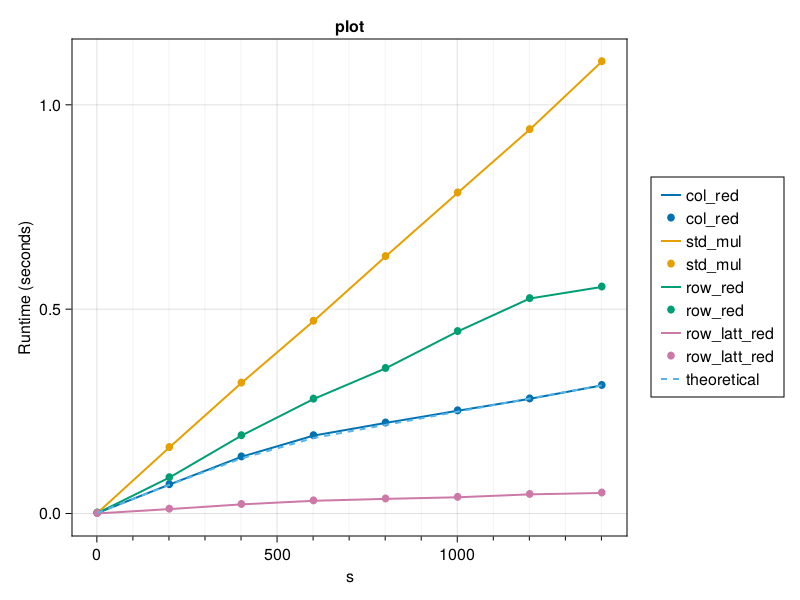 plot
Runtime (seconds)
1.0
0.5
0.0
0
500
1000
s
col_red
col_red
std_mul
std_mul
row_red
row_red
row_latt_red
row_latt_red
theoretical